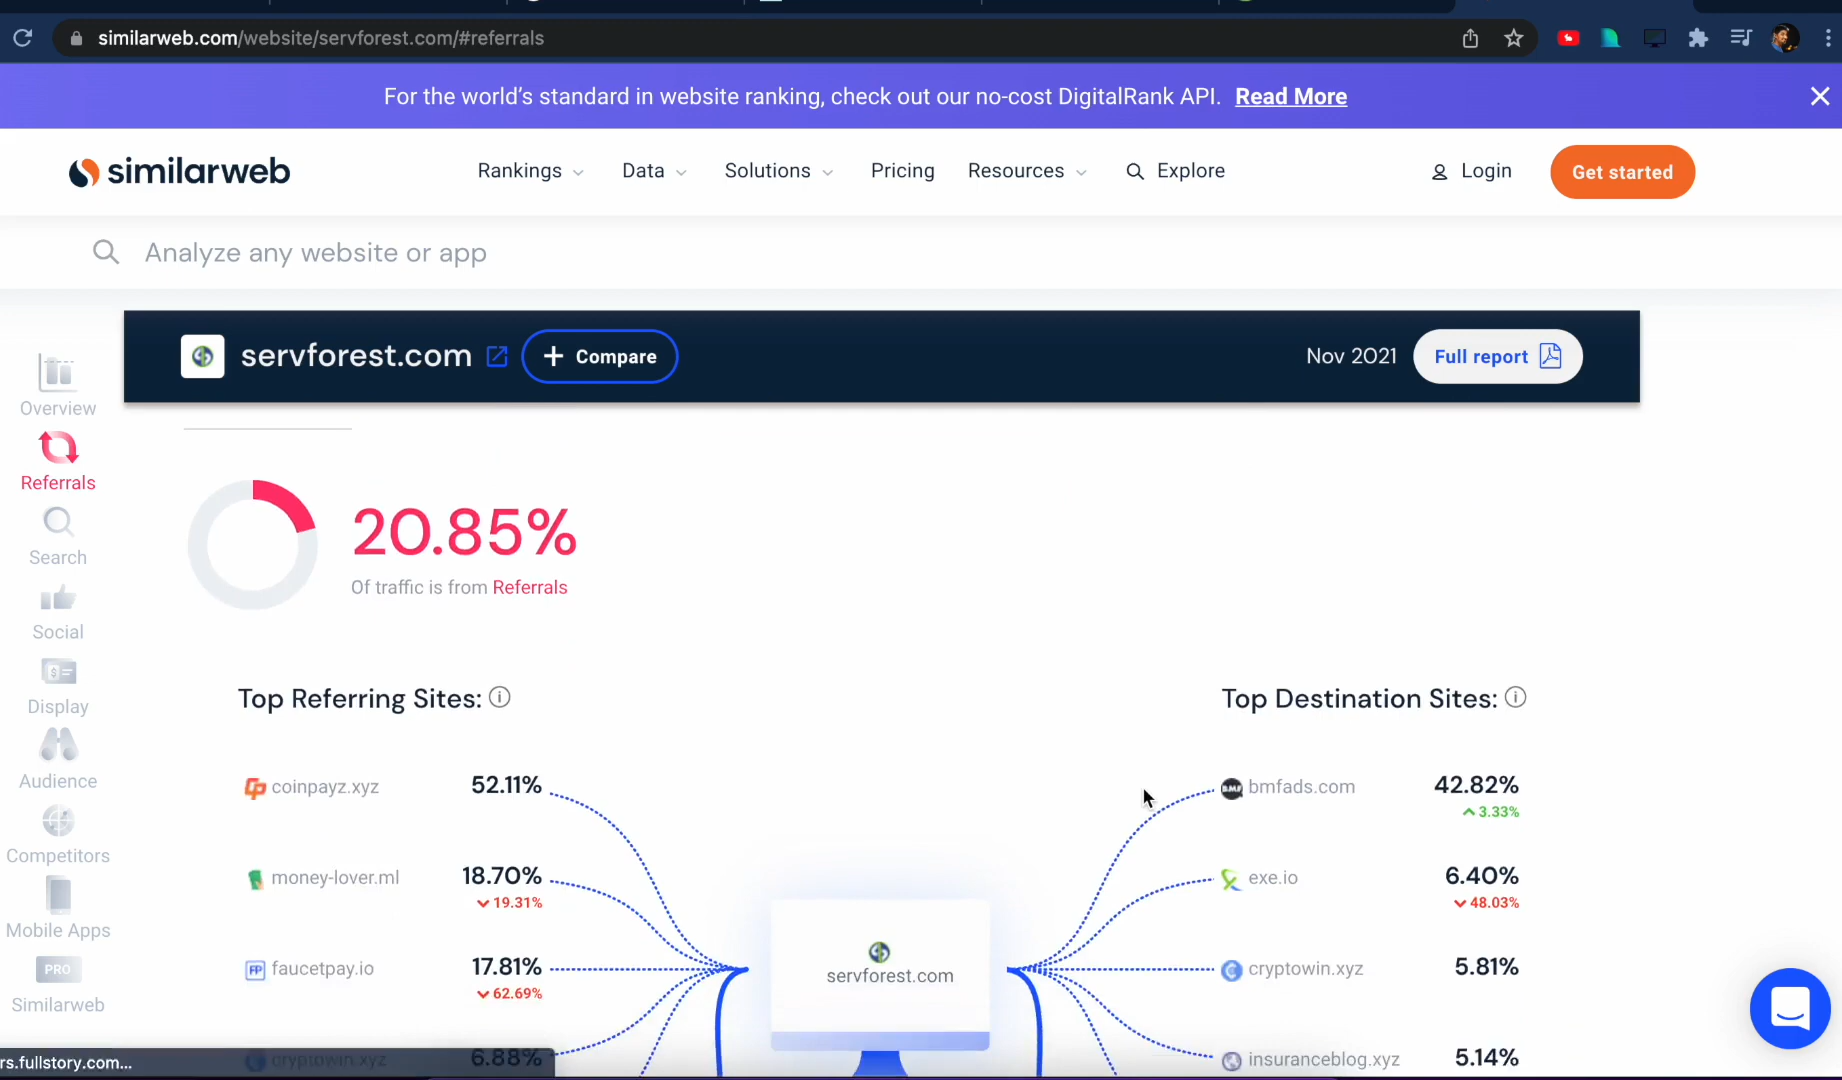 similarweb.com/website/servforest.com/#referrals
For the world's standard in website ranking, check out our no-cost DigitalRank API. Read More
similarweb
Rankings Data Solutions Pricing Resources Explore Login Get started
Analyze any website or app
servforest.com Compare Nov 2021 Full report
Overview
Referrals
Search
Social
Display
Audience
Competitors
Mobile Apps
PRO
Similarweb
20.85%
Of traffic is from Referrals
Top Referring Sites:
coinpayz.xyz 52.11%
money-lover.ml 18.70%
19.31%
faucetpay.io 17.81%
62.69%
cryptowin.xyz 6.88%
servforest.com
Top Destination Sites:
bmfads.com 42.82%
3.33%
exe.io 6.40%
48.03%
cryptowin.xyz 5.81%
insuranceblog.xyz 5.14%
rs.fullstory.com...